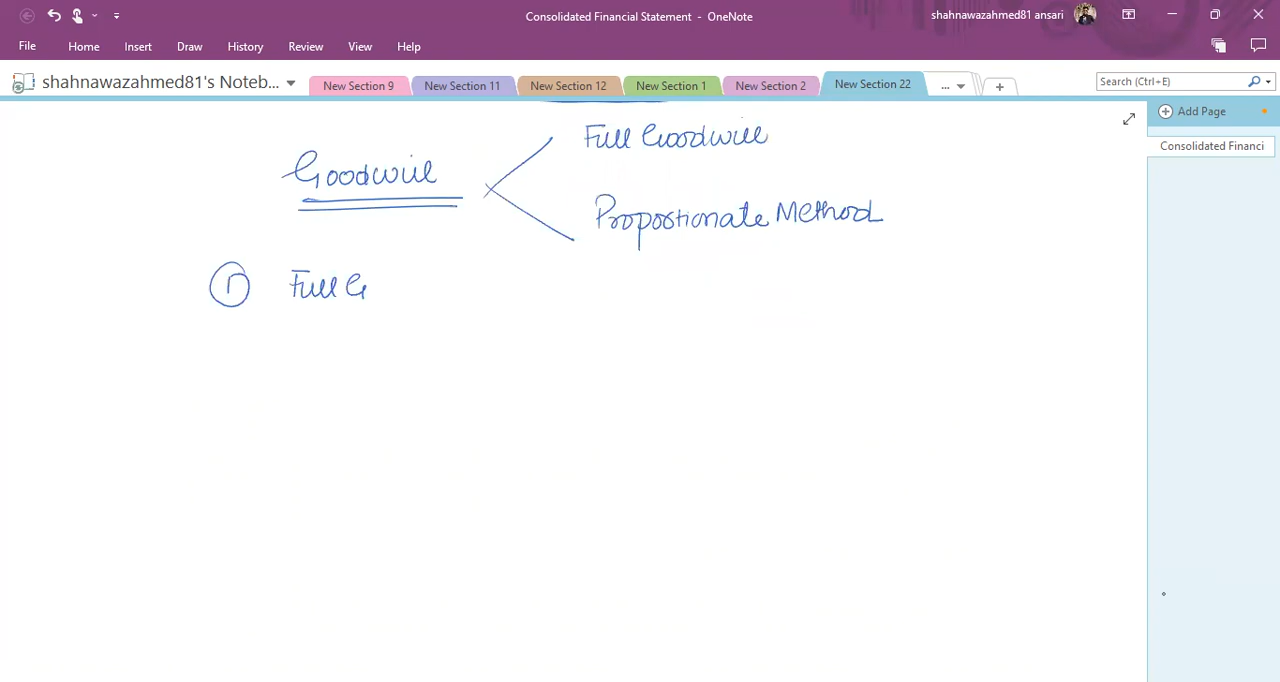 Consolidated Financial Statement - OneNote
shahnawazahmed81 ansari
File Home Insert Draw History Review View Help
shahnawazahmed81's Noteb... New Section 9 New Section 11 New Section 12 New Section 1 New Section 2 New Section 22 ... + Search (Ctrl+E)
Add Page
Consolidated Financi
Full Goodwill
Goodwill
Proportionate Method
1 Full G